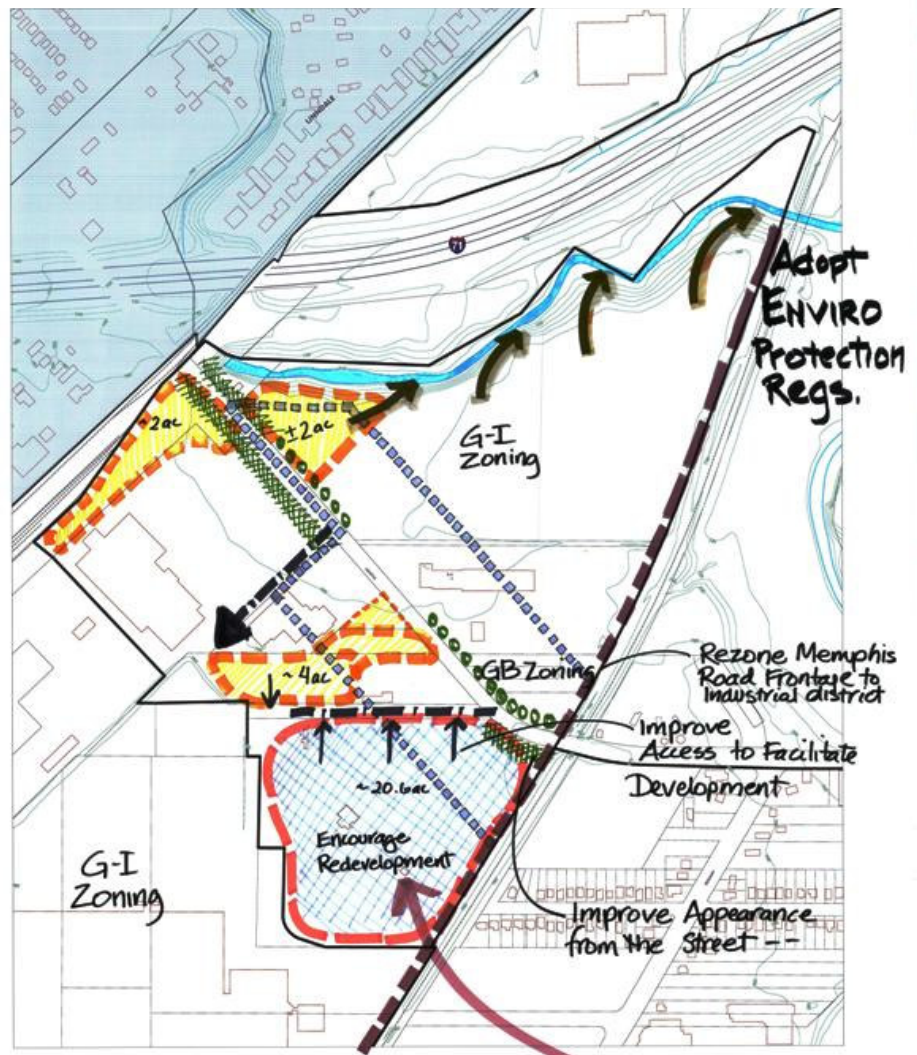 LINNDALE
71
Adopt
ENVIRO
Protection
Regs.
~2ac
±2ac
G-I
Zoning
GB Zoning
Rezone Memphis
Road Frontage to
Industrial district
~4ac
Improve
Access to Facilitate
Development
~20.6ac
Encourage
Redevelopment
G-I
Zoning
Improve Appearance
from the Street --